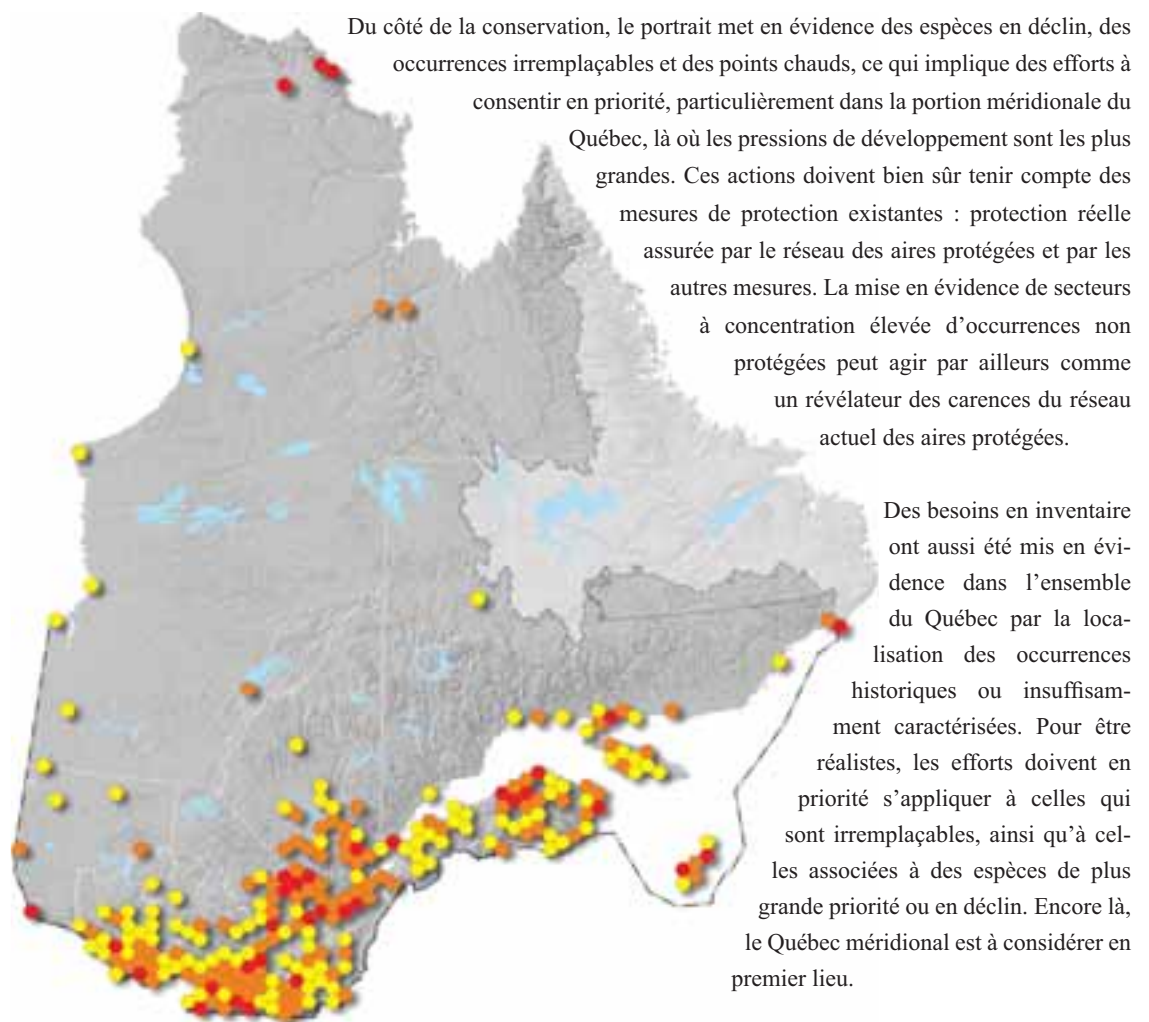 Du côté de la conservation, le portrait met en évidence des espèces en déclin, des
occurrences irremplaçables et des points chauds, ce qui implique des efforts à
consentir en priorité, particulièrement dans la portion méridionale du
Québec, là où les pressions de développement sont les plus
grandes. Ces actions doivent bien sûr tenir compte des
mesures de protection existantes : protection réelle
assurée par le réseau des aires protégées et par les
autres mesures. La mise en évidence de secteurs
à concentration élevée d’occurrences non
protégées peut agir par ailleurs comme
un révélateur des carences du réseau
actuel des aires protégées.
Des besoins en inventaire
ont aussi été mis en évi-
dence dans l’ensemble
du Québec par la loca-
lisation des occurrences
historiques ou insuffisam-
ment caractérisées. Pour être
réalistes, les efforts doivent en
priorité s’appliquer à celles qui
sont irremplaçables, ainsi qu’à cel-
les associées à des espèces de plus
grande priorité ou en déclin. Encore là,
le Québec méridional est à considérer en
premier lieu.